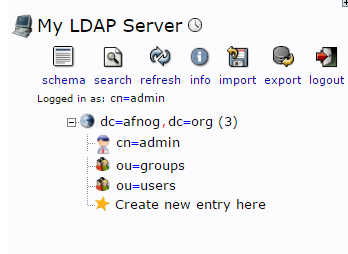 My LDAP Server
schema search refresh info import export logout
Logged in as: cn=admin
dc=afnog,dc=org (3)
cn=admin
ou=groups
ou=users
Create new entry here